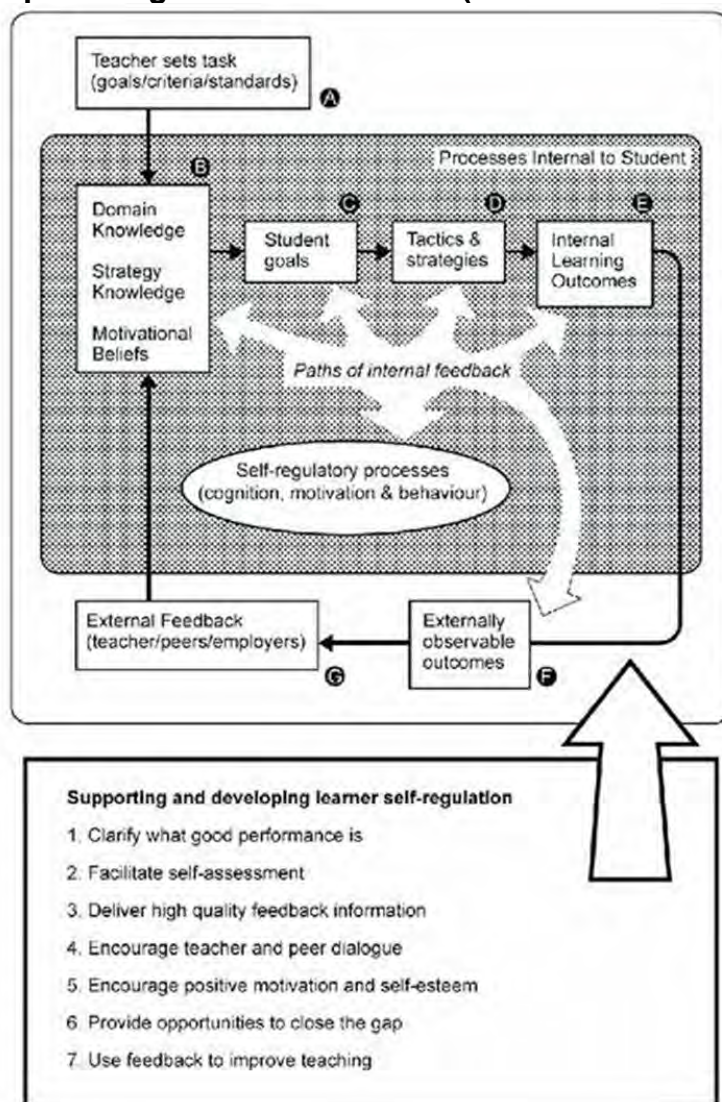 Teacher sets task
(goals/criteria/standards)
A
Processes Internal to Student
B
Domain
Knowledge
Strategy
Knowledge
Motivational
Beliefs
C
Student
goals
D
Tactics &
strategies
E
Internal
Learning
Outcomes
Paths of internal feedback
Self-regulatory processes
(cognition, motivation & behaviour)
External Feedback
(teacher/peers/employers)
G
Externally
observable
outcomes
F
Supporting and developing learner self-regulation
1. Clarify what good performance is
2. Facilitate self-assessment
3. Deliver high quality feedback information
4. Encourage teacher and peer dialogue
5. Encourage positive motivation and self-esteem
6. Provide opportunities to close the gap
7. Use feedback to improve teaching